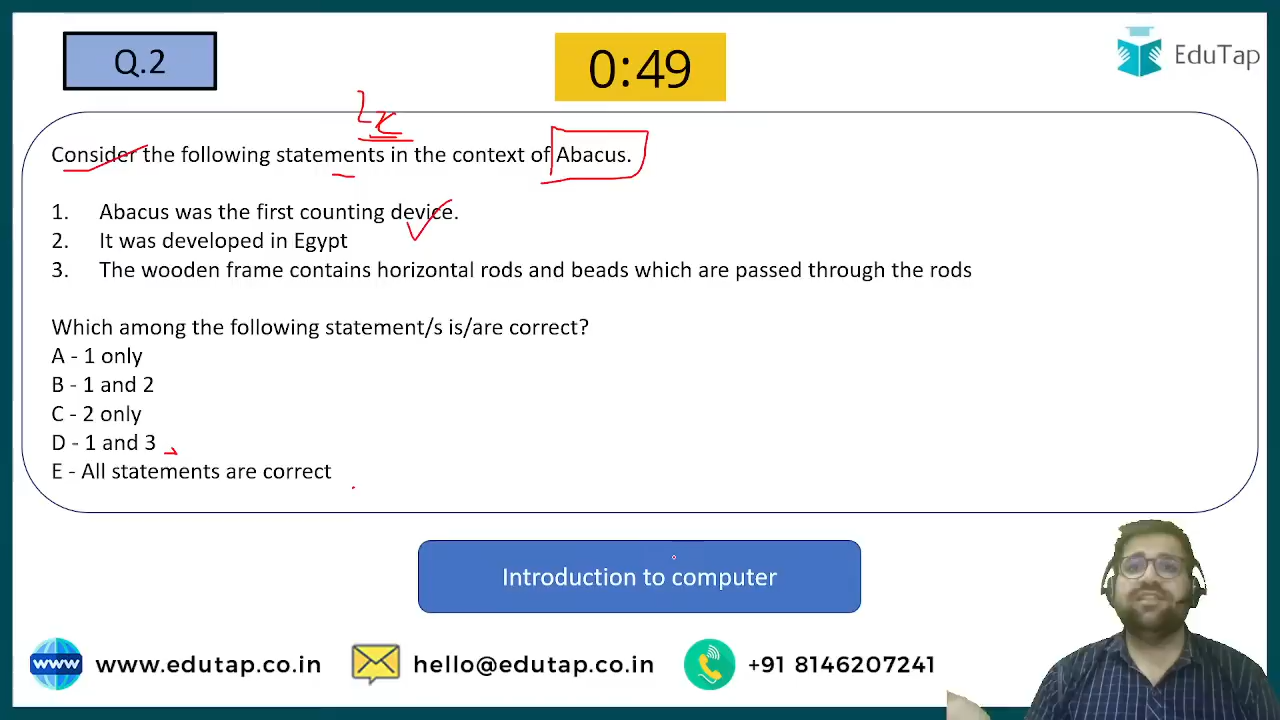 Q.2
0:49
EduTap
Consider the following statements in the context of Abacus.
1. Abacus was the first counting device.
2. It was developed in Egypt
3. The wooden frame contains horizontal rods and beads which are passed through the rods
Which among the following statement/s is/are correct?
A - 1 only
B - 1 and 2
C - 2 only
D - 1 and 3
E - All statements are correct
Introduction to computer
www www.edutap.co.in hello@edutap.co.in +91 8146207241